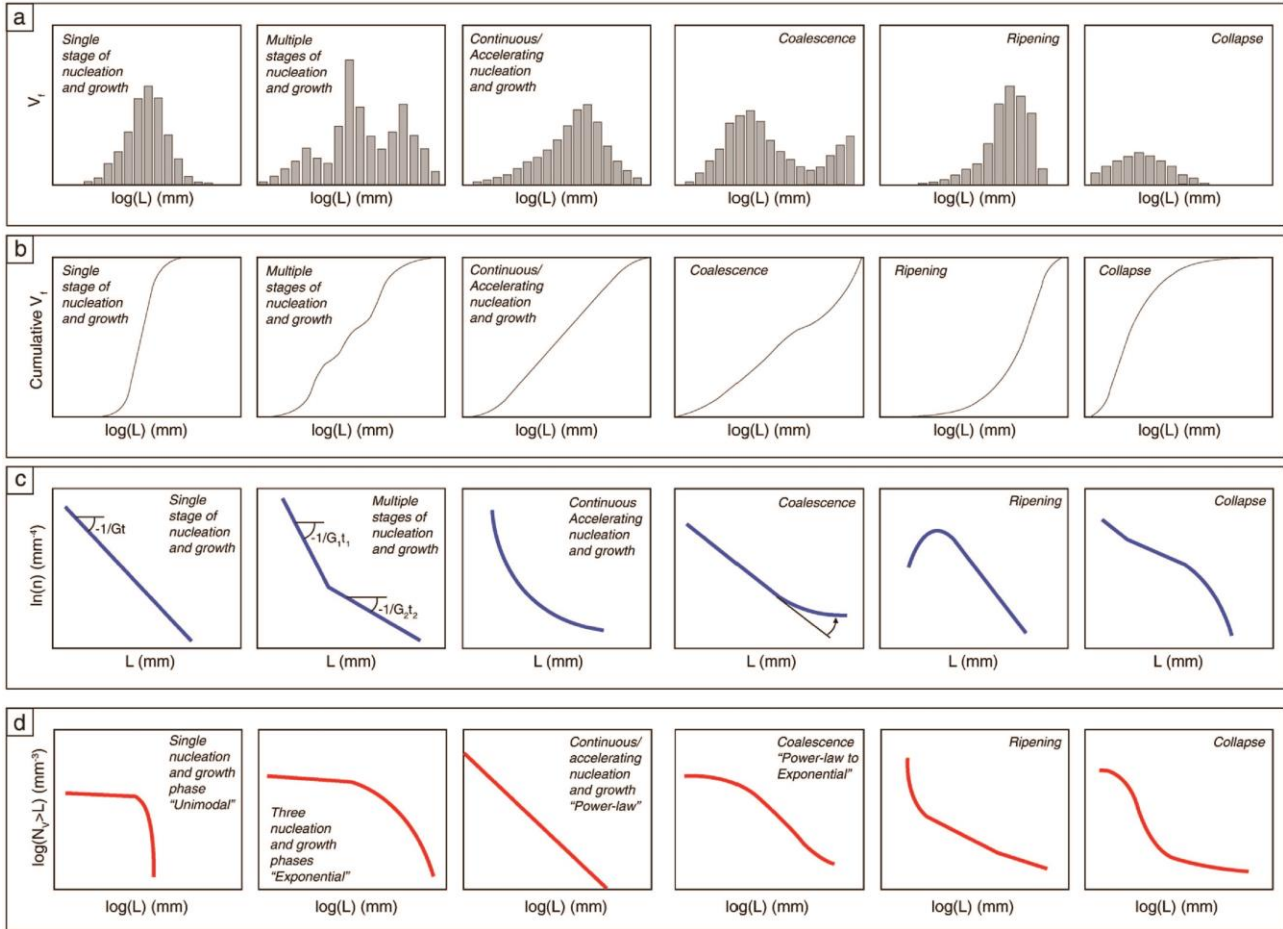 a
V_f
Single
stage of
nucleation
and growth
log(L) (mm)
Multiple
stages of
nucleation
and growth
log(L) (mm)
Continuous/
Accelerating
nucleation
and growth
log(L) (mm)
Coalescence
log(L) (mm)
Ripening
log(L) (mm)
Collapse
log(L) (mm)
b
Cumulative V_f
Single
stage of
nucleation
and growth
log(L) (mm)
Multiple
stages of
nucleation
and growth
log(L) (mm)
Continuous/
Accelerating
nucleation
and growth
log(L) (mm)
Coalescence
log(L) (mm)
Ripening
log(L) (mm)
Collapse
log(L) (mm)
c
ln(n) (mm⁻⁴)
Single
stage of
nucleation
and growth
-1/Gt
L (mm)
Multiple
stages of
nucleation
and growth
-1/G₁t₁
-1/G₂t₂
L (mm)
Continuous
Accelerating
nucleation
and growth
L (mm)
Coalescence
L (mm)
Ripening
L (mm)
Collapse
L (mm)
d
log(N_V>L) (mm⁻³)
Single
nucleation
and growth
phase
“Unimodal”
log(L) (mm)
Three
nucleation
and growth
phases
“Exponential”
log(L) (mm)
Continuous/
accelerating
nucleation
and growth
“Power-law”
log(L) (mm)
Coalescence
“Power-law to
Exponential”
log(L) (mm)
Ripening
log(L) (mm)
Collapse
log(L) (mm)